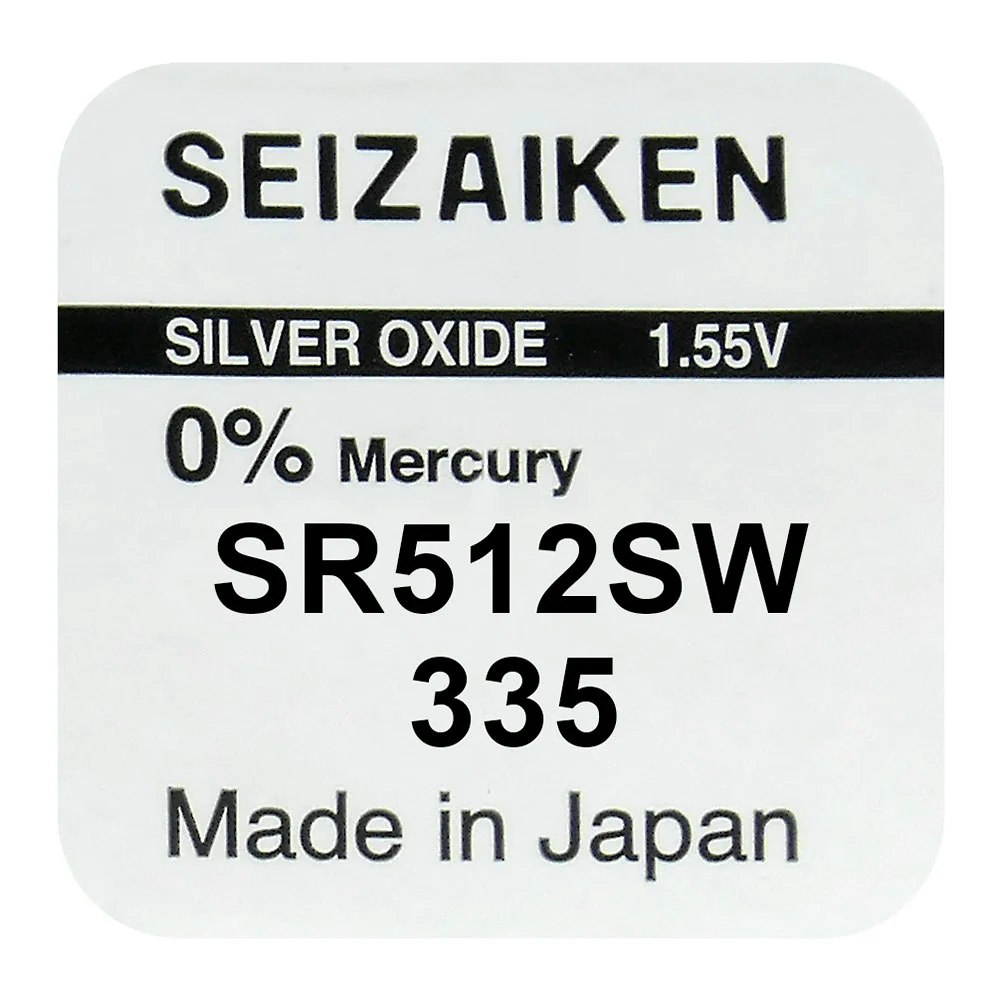 SEIZAIKEN
SILVER OXIDE 1.55V
0% Mercury
SR512SW
335
Made in Japan